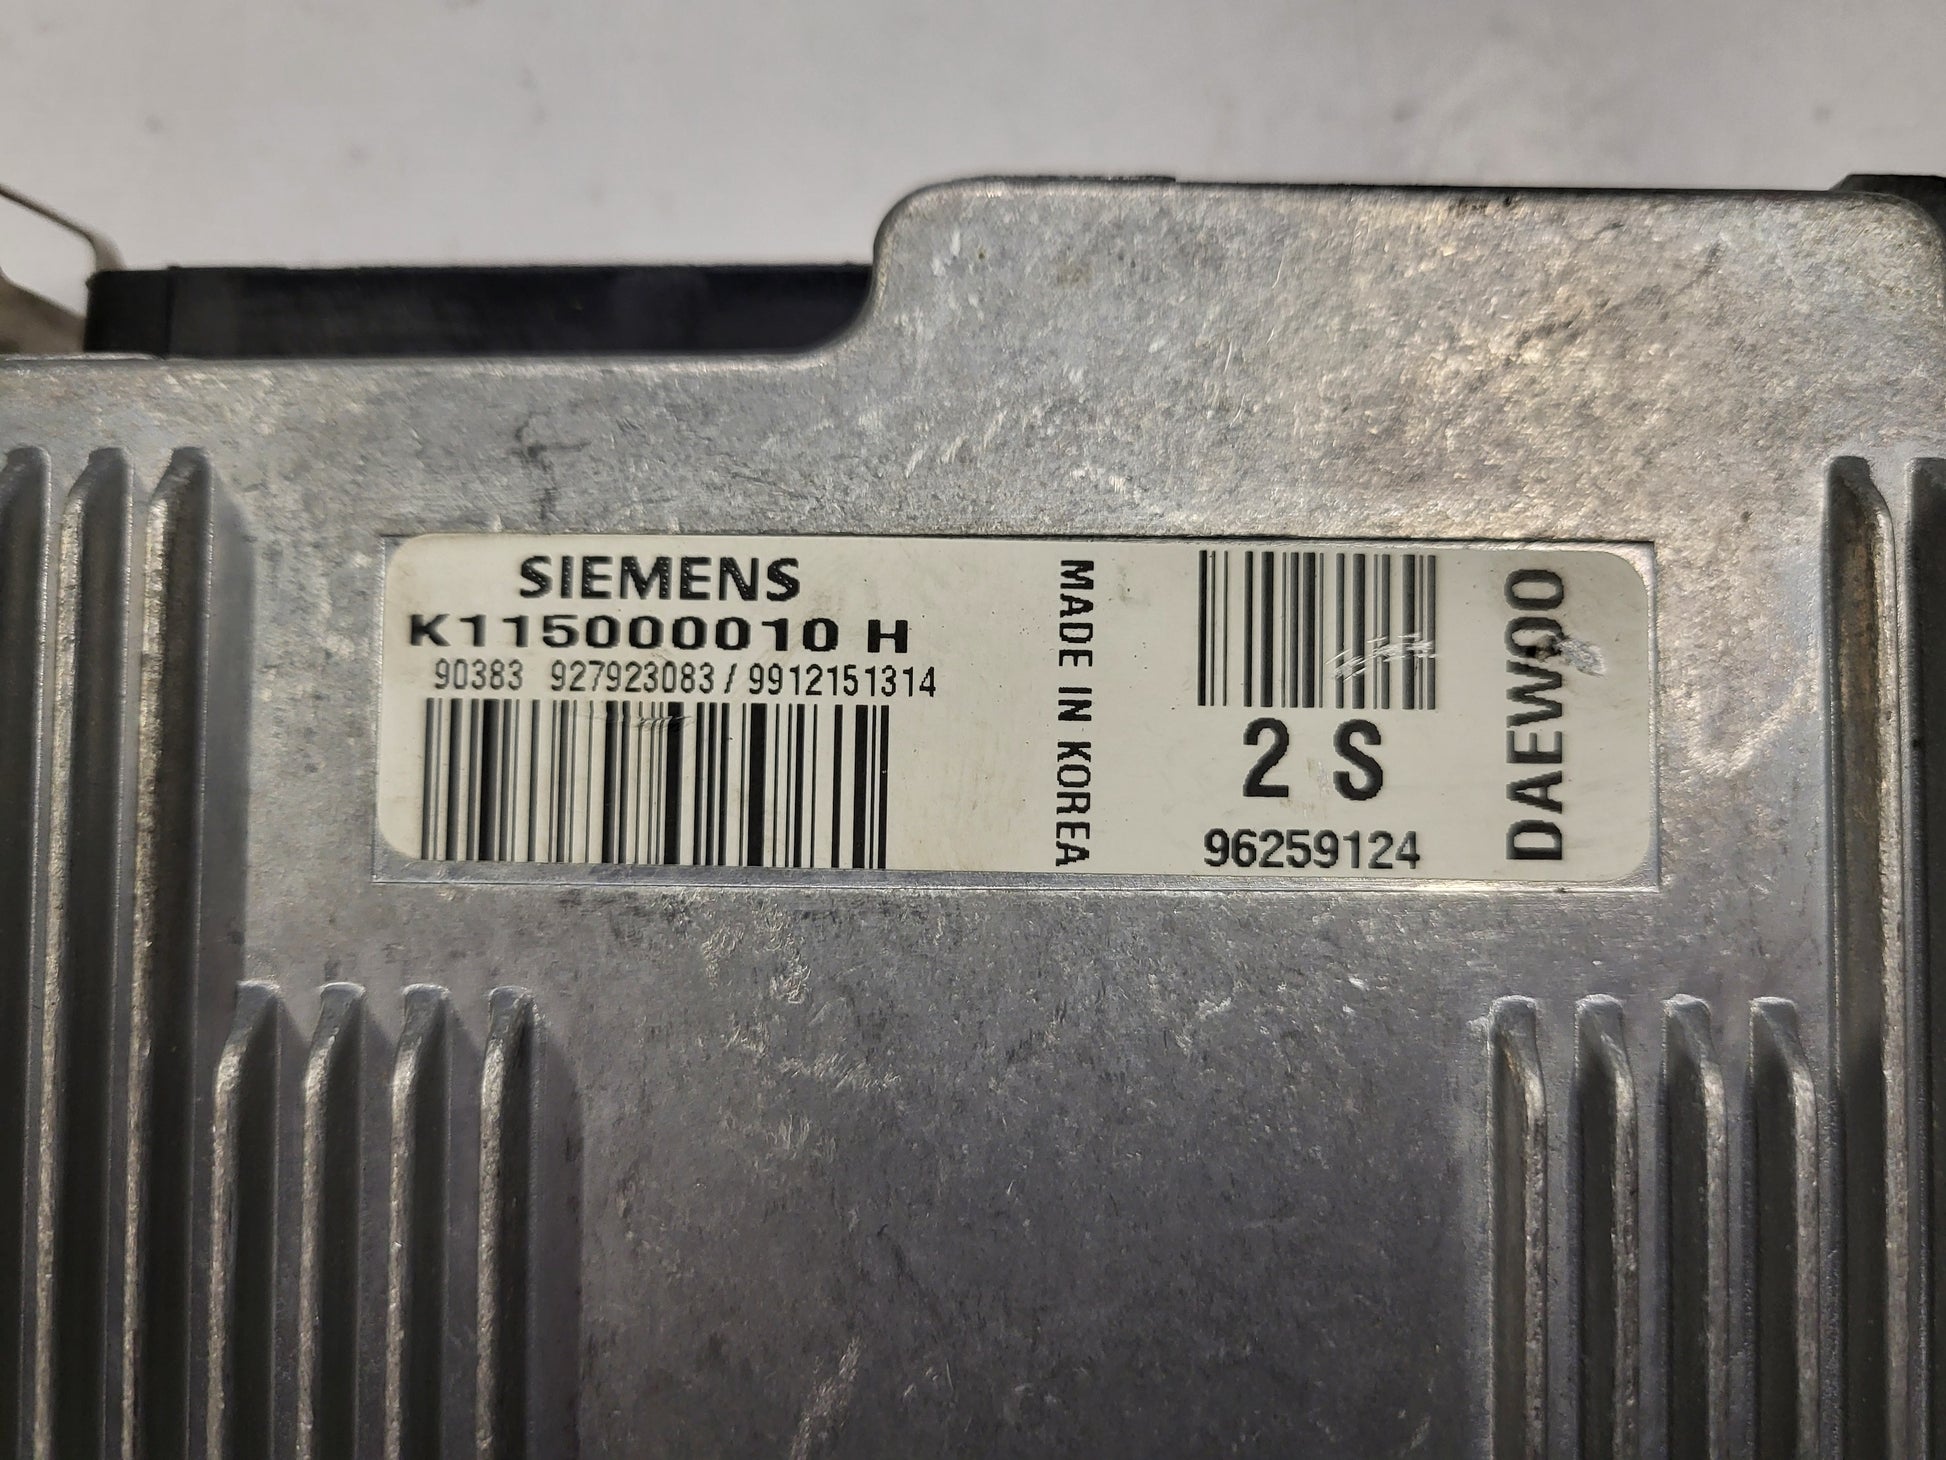 SIEMENS
K115000010 H
90383 927923083 / 9912151314
MADE IN KOREA
2 S
96259124
DAEWOO